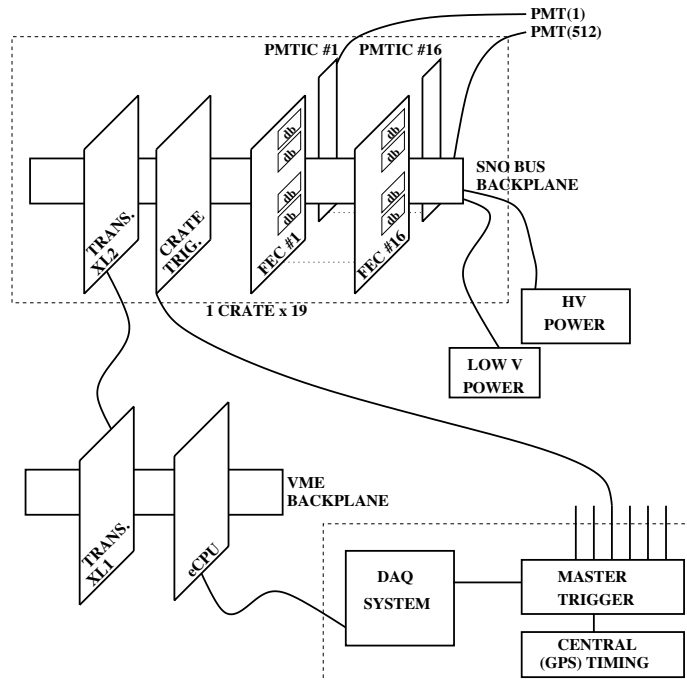 PMT(1)
PMT(512)
PMTIC #1
PMTIC #16
db
db
db
db
db
db
db
db
SNO BUS
BACKPLANE
TRANS.
XL2
CRATE
TRIG.
FEC #1
FEC #16
1 CRATE x 19
HV
POWER
LOW V
POWER
VME
BACKPLANE
TRANS.
XL1
eCPU
DAQ
SYSTEM
MASTER
TRIGGER
CENTRAL
(GPS) TIMING